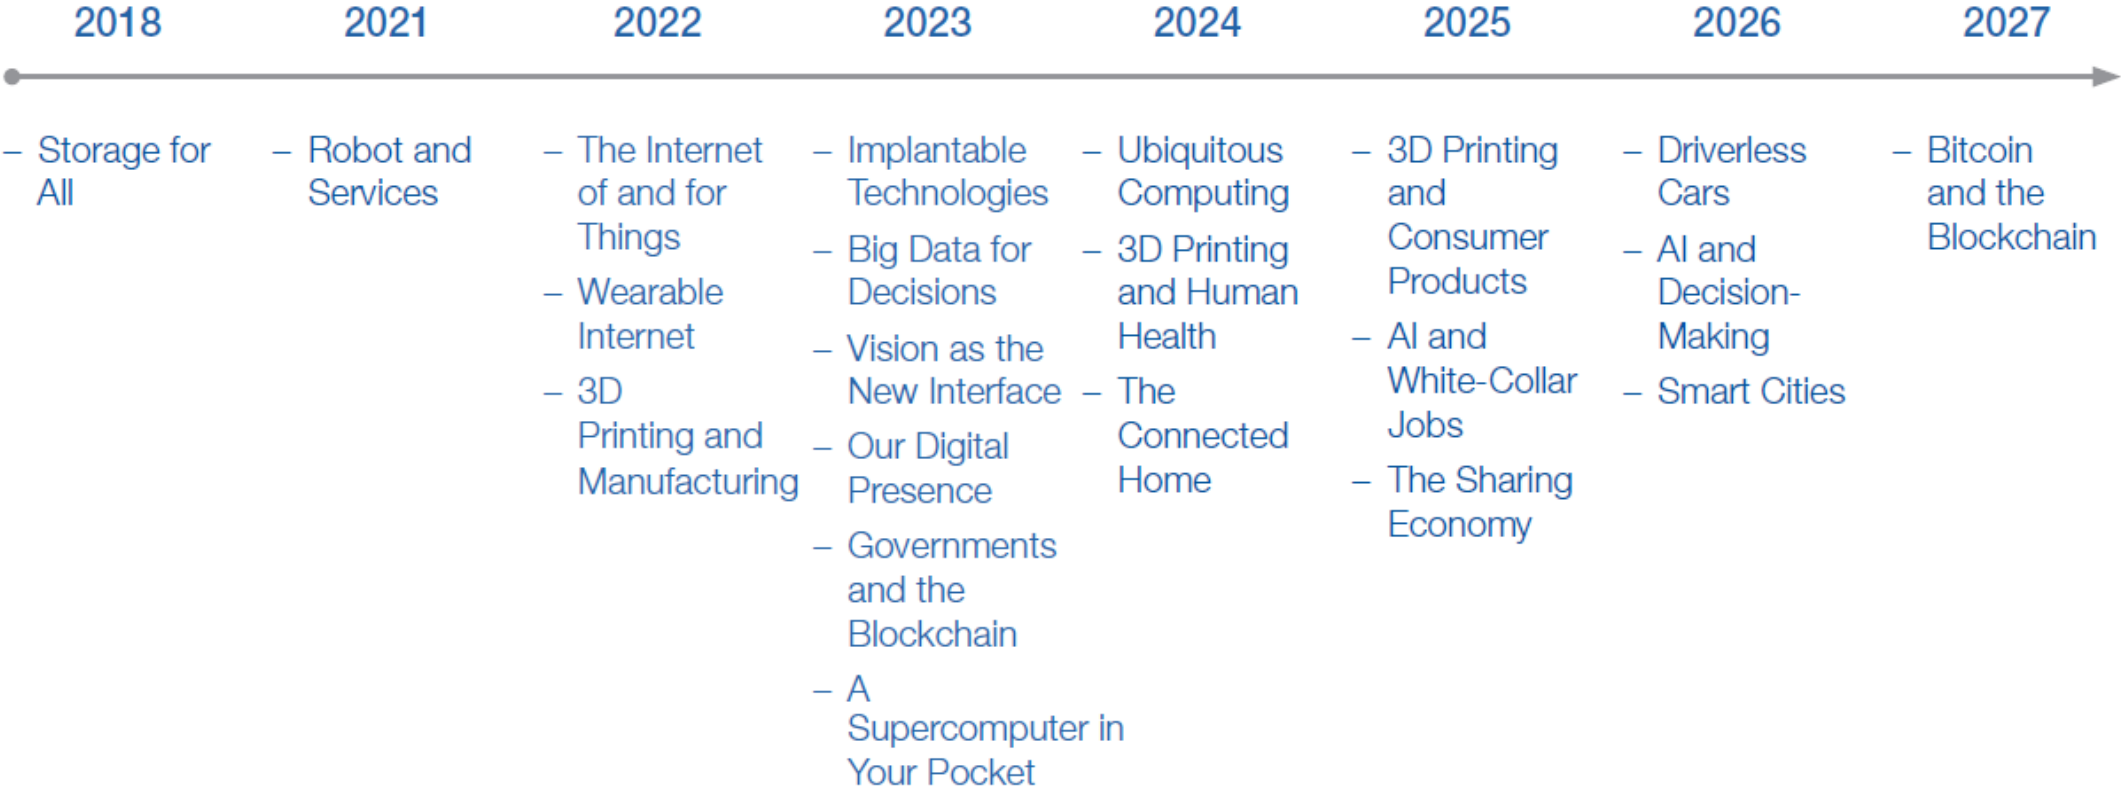 2018 2021 2022 2023 2024 2025 2026 2027
– Storage for
All
– Robot and
Services
– The Internet
of and for
Things
– Wearable
Internet
– 3D
Printing and
Manufacturing
– Implantable
Technologies
– Big Data for
Decisions
– Vision as the
New Interface
– Our Digital
Presence
– Governments
and the
Blockchain
– A
Supercomputer in
Your Pocket
– Ubiquitous
Computing
– 3D Printing
and Human
Health
– The
Connected
Home
– 3D Printing
and
Consumer
Products
– AI and
White-Collar
Jobs
– The Sharing
Economy
– Driverless
Cars
– AI and
Decision-
Making
– Smart Cities
– Bitcoin
and the
Blockchain